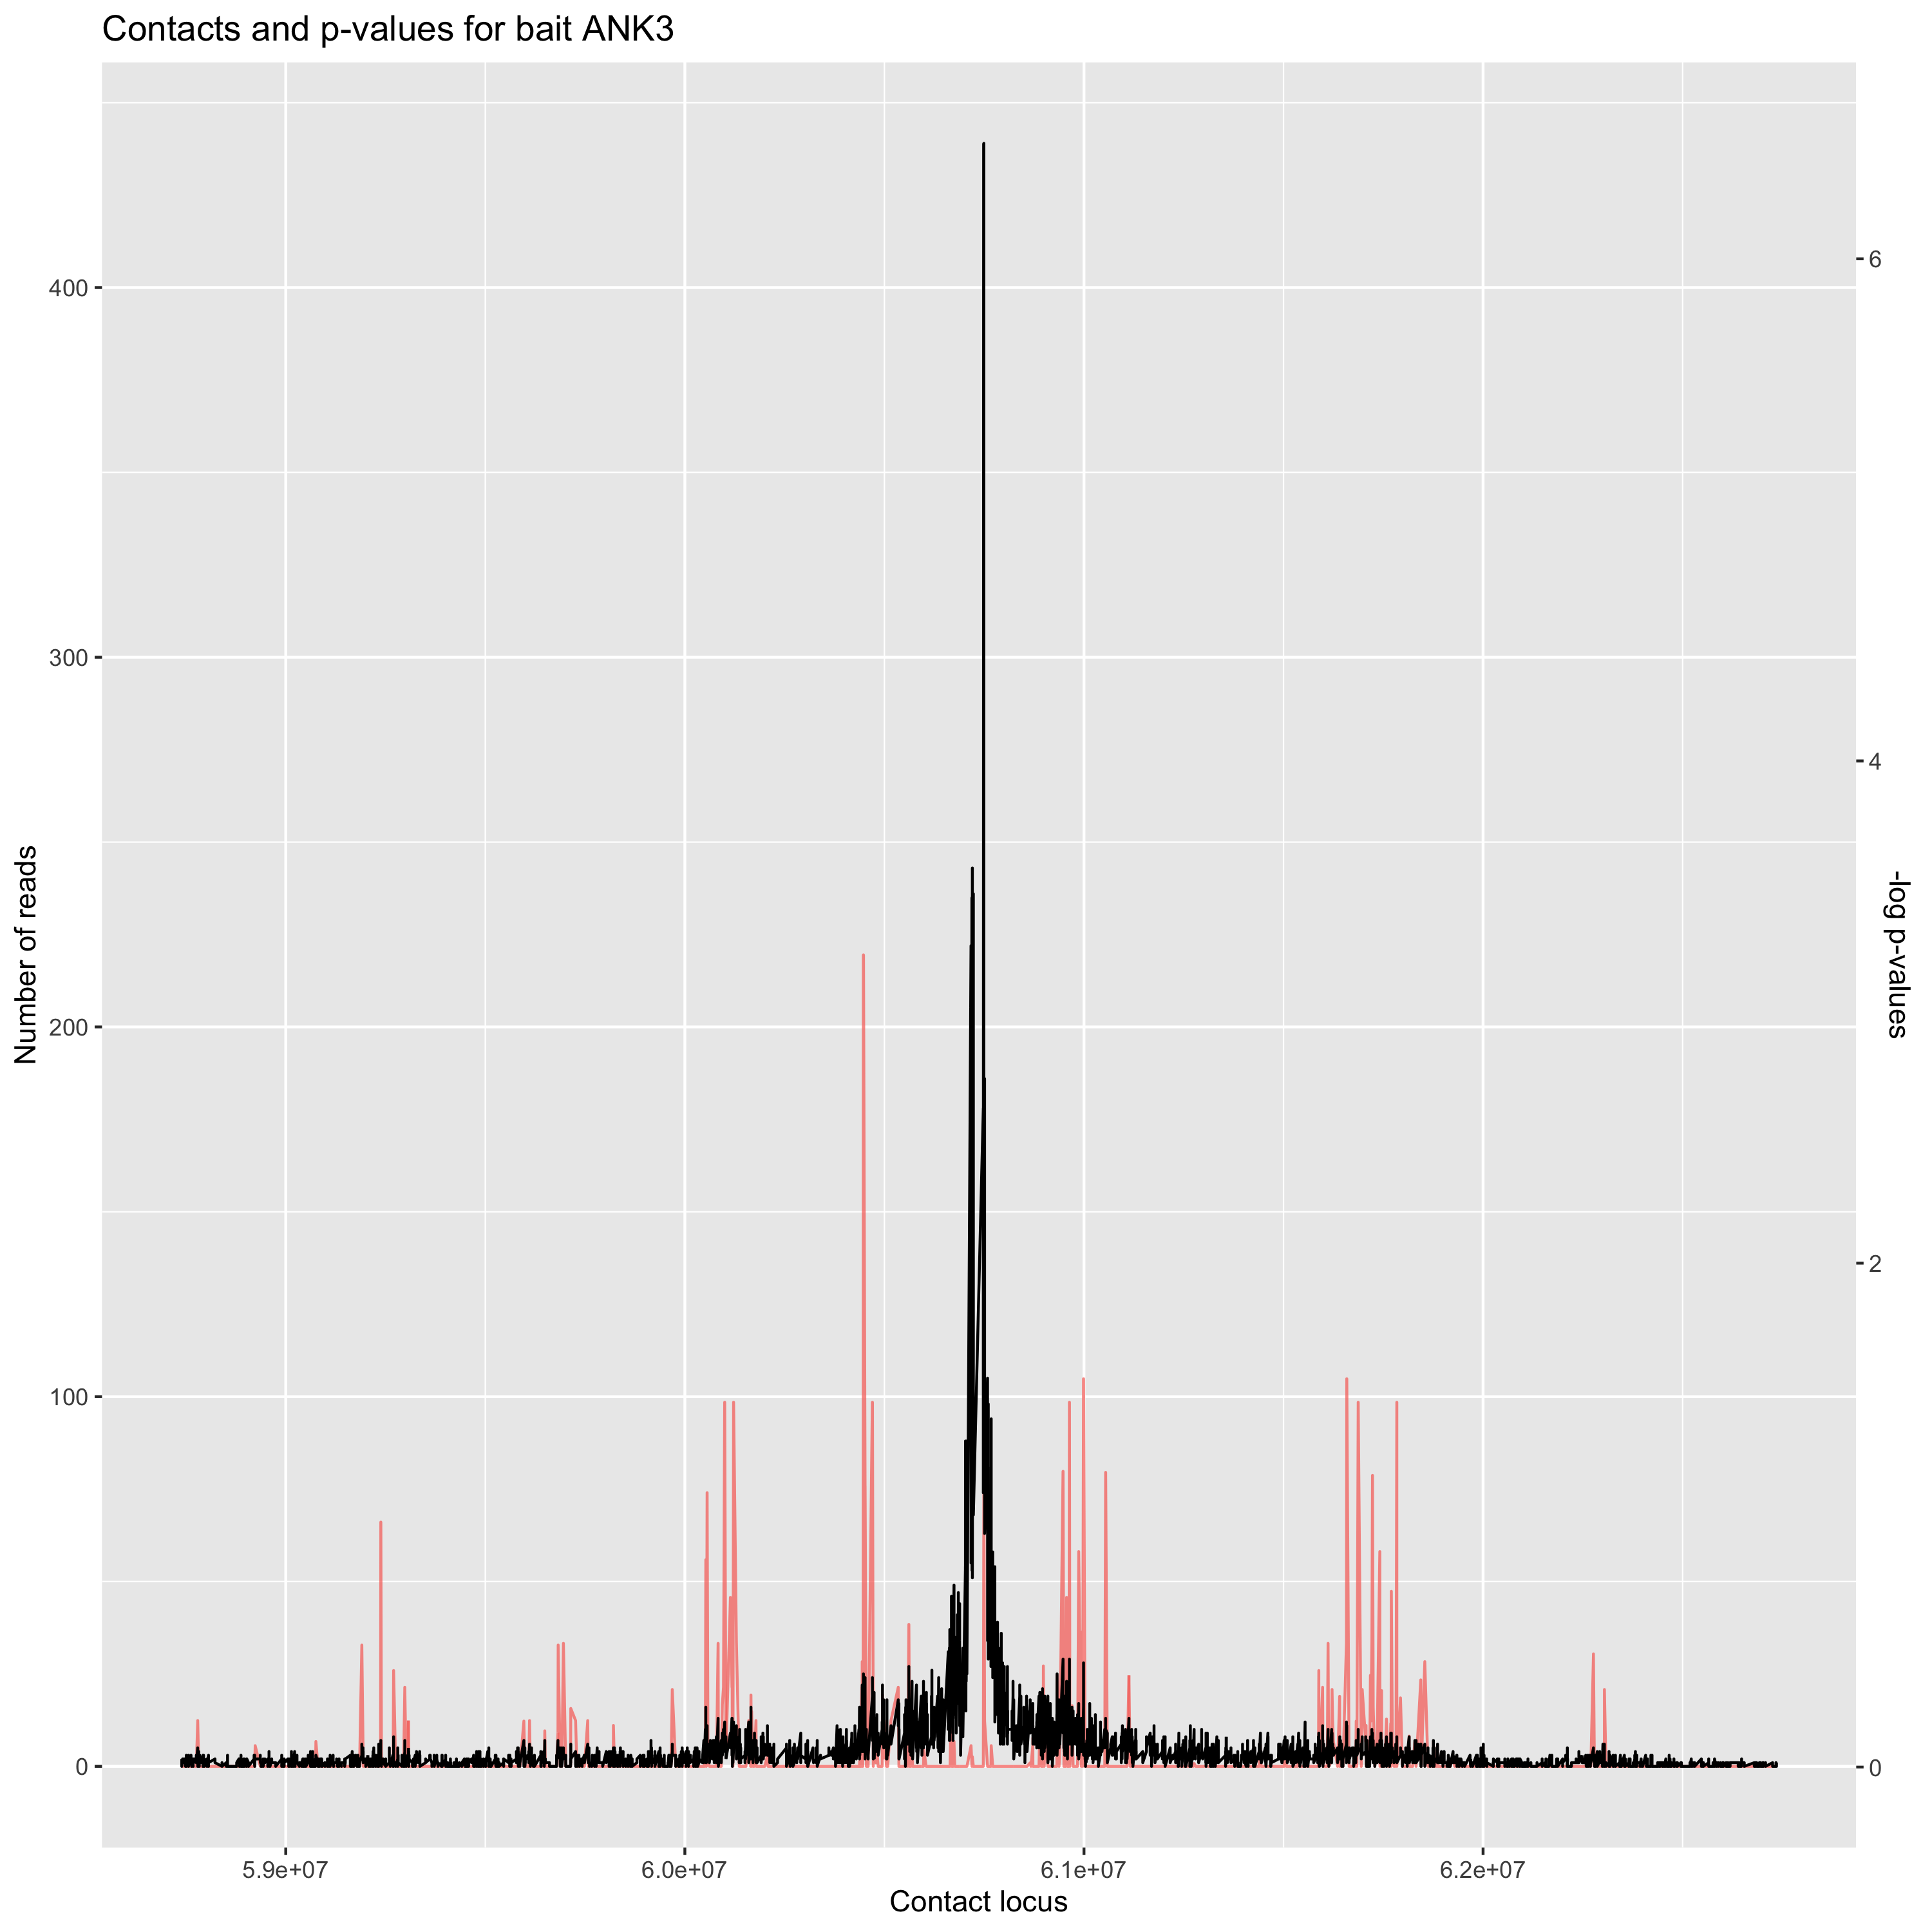 Contacts and p-values for bait ANK3
400
300
200
100
0
Number of reads
6
4
2
0
-log p-values
5.9e+07
6.0e+07
6.1e+07
6.2e+07
Contact locus